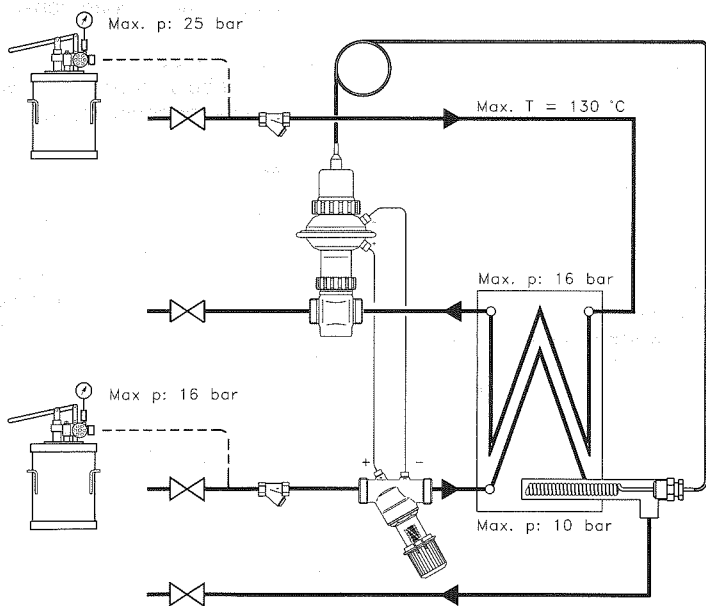 Max. p: 25 bar
Max. T = 130 °C
- +
Max. p: 16 bar
Max p: 16 bar
+ -
Max. p: 10 bar